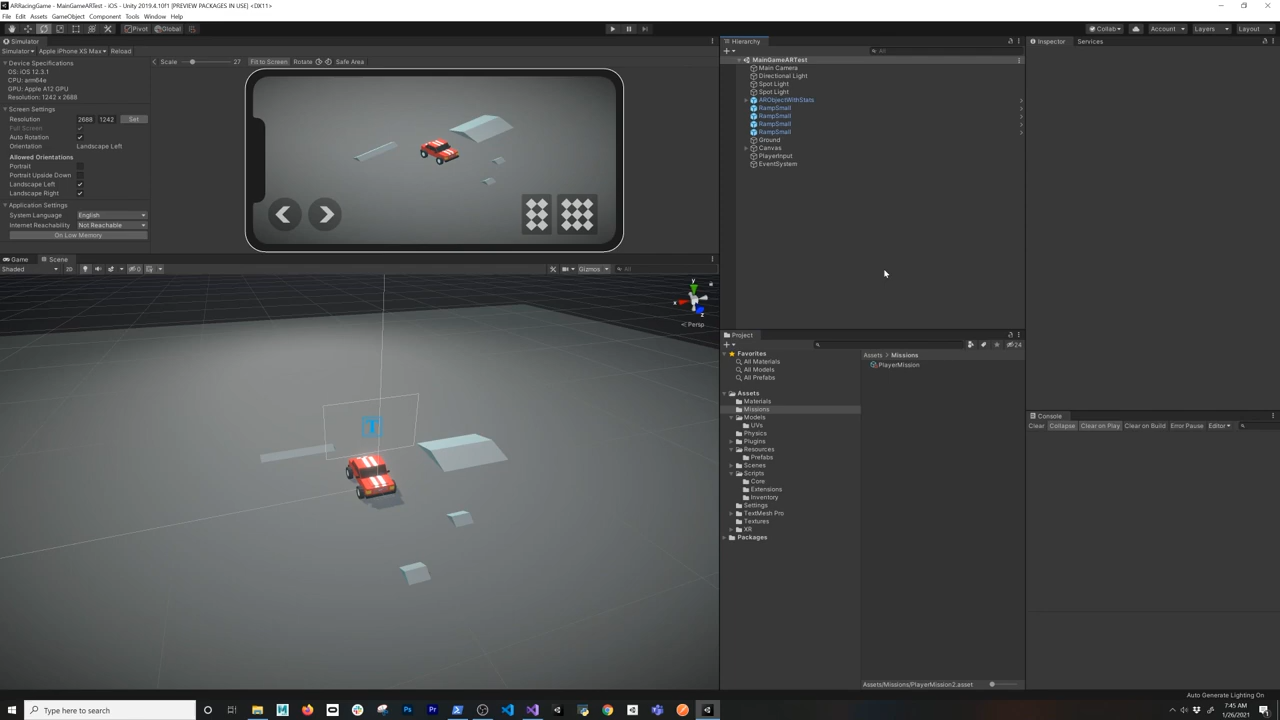 ARRacingGame - MainGameARTest - iOS - Unity 2019.4.10f1 [PREVIEW PACKAGES IN USE] <DX11>
File Edit Assets GameObject Component Tools Window Help
Pivot Global Collab Account Layers Layout
Simulator
Simulator Apple iPhone XS Max Reload
Scale 27 Fit to Screen Rotate Safe Area
Device Specifications
OS: iOS 12.3.1
CPU: arm64e
GPU: Apple A12 GPU
Resolution: 1242 x 2688
Screen Settings
Resolution 2688 1242 Set
Full Screen
Auto Rotation
Orientation Landscape Left
Allowed Orientations
Portrait
Portrait Upside Down
Landscape Left
Landscape Right
Application Settings
System Language English
Internet Reachability Not Reachable
On Low Memory
Game Scene
Shaded 2D 0 Gizmos All
y
x
z
Persp
T
Hierarchy
All
MainGameARTest
Main Camera
Directional Light
Spot Light
Spot Light
ARObjectWithStats
RampSmall
RampSmall
RampSmall
RampSmall
Ground
Canvas
PlayerInput
EventSystem
Project
24
Favorites
All Materials
All Models
All Prefabs
Assets
Materials
Missions
Models
UVs
Physics
Plugins
Resources
Prefabs
Scenes
Scripts
Core
Extensions
Inventory
Settings
TextMesh Pro
Textures
XR
Packages
Assets > Missions
PlayerMission
Assets/Missions/PlayerMission2.asset
Inspector Services
Console
Clear Collapse Clear on Play Clear on Build Error Pause Editor
Auto Generate Lighting On
Type here to search
7:45 AM
1/26/2021